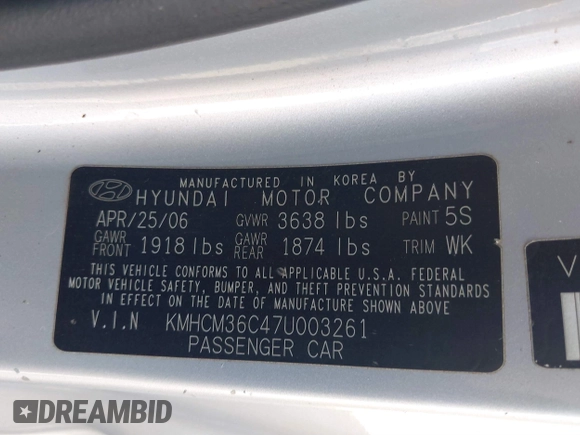 MANUFACTURED IN KOREA BY
HYUNDAI MOTOR COMPANY
APR/25/06 GVWR 3638 lbs PAINT 5S
GAWR FRONT 1918 lbs GAWR REAR 1874 lbs TRIM WK
THIS VEHICLE CONFORMS TO ALL APPLICABLE U.S.A. FEDERAL
MOTOR VEHICLE SAFETY, BUMPER, AND THEFT PREVENTION STANDARDS
IN EFFECT ON THE DATE OF MANUFACTURE SHOWN ABOVE.
V.I.N KMHCM36C47U003261
PASSENGER CAR
V
DREAMBID